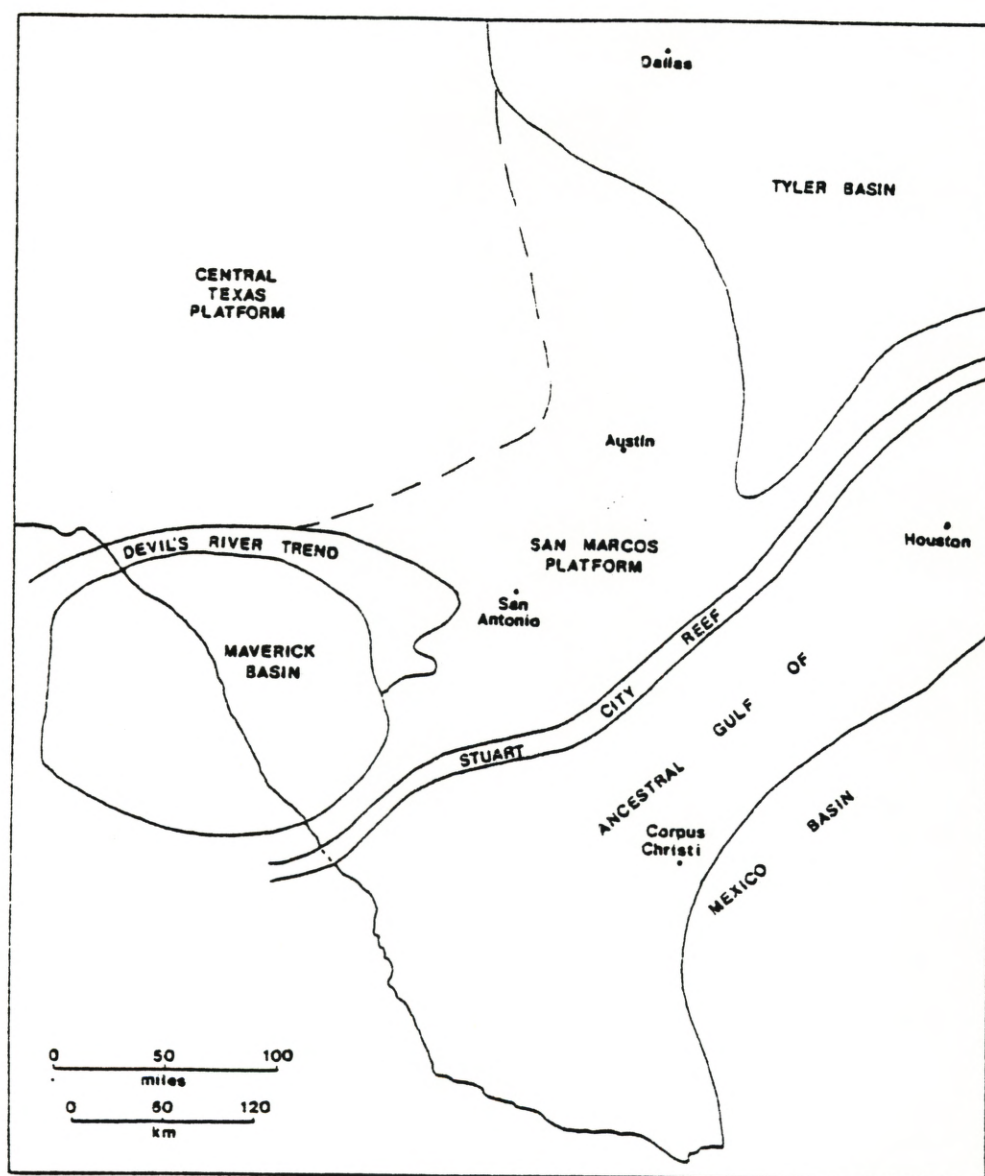 Dallas
TYLER BASIN
CENTRAL
TEXAS
PLATFORM
Austin
DEVIL'S RIVER TREND
SAN MARCOS
PLATFORM
Houston
San
Antonio
MAVERICK
BASIN
STUART CITY REEF
ANCESTRAL GULF OF
MEXICO BASIN
Corpus
Christi
0 50 100
miles
0 60 120
km